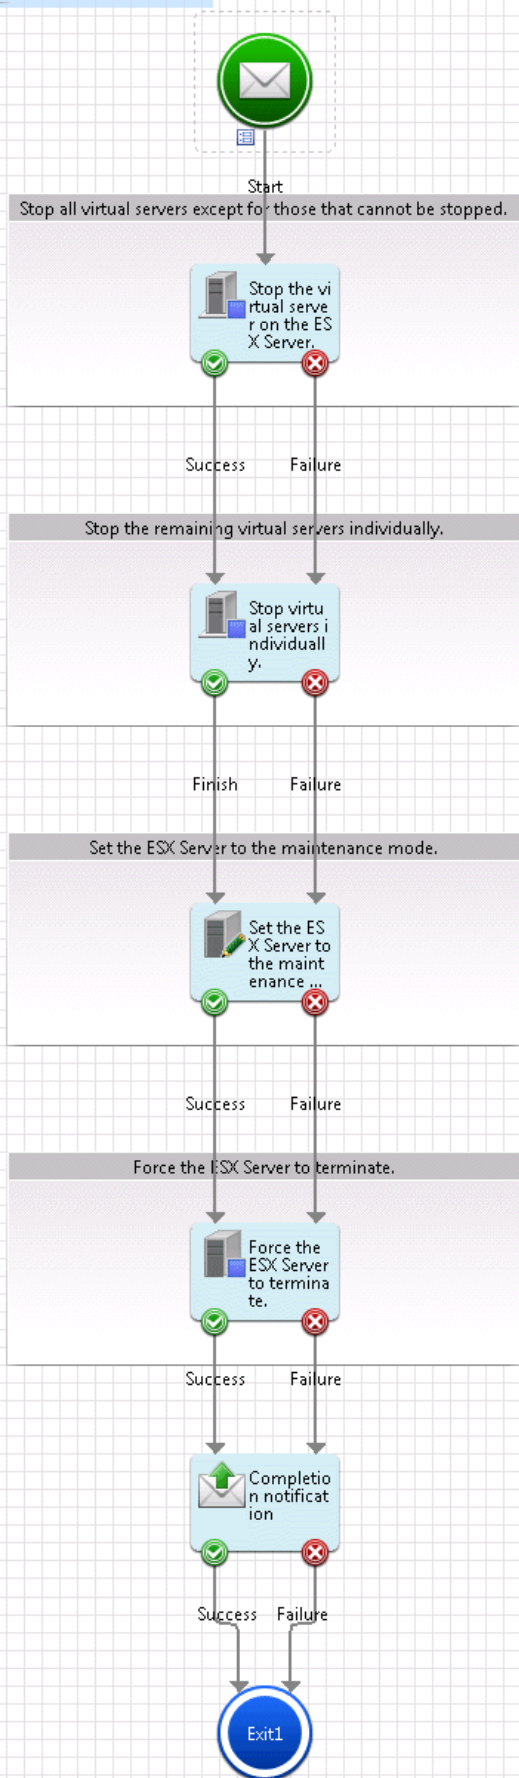 Start
Stop all virtual servers except for those that cannot be stopped.
Stop the vi
rtual serve
r on the ES
X Server.
Success Failure
Stop the remaining virtual servers individually.
Stop virtu
al servers i
ndividuall
y.
Finish Failure
Set the ESX Server to the maintenance mode.
Set the ES
X Server to
the maint
enance ...
Success Failure
Force the ESX Server to terminate.
Force the
ESX Server
to termina
te.
Success Failure
Completio
n notificat
ion
Success Failure
Exit1